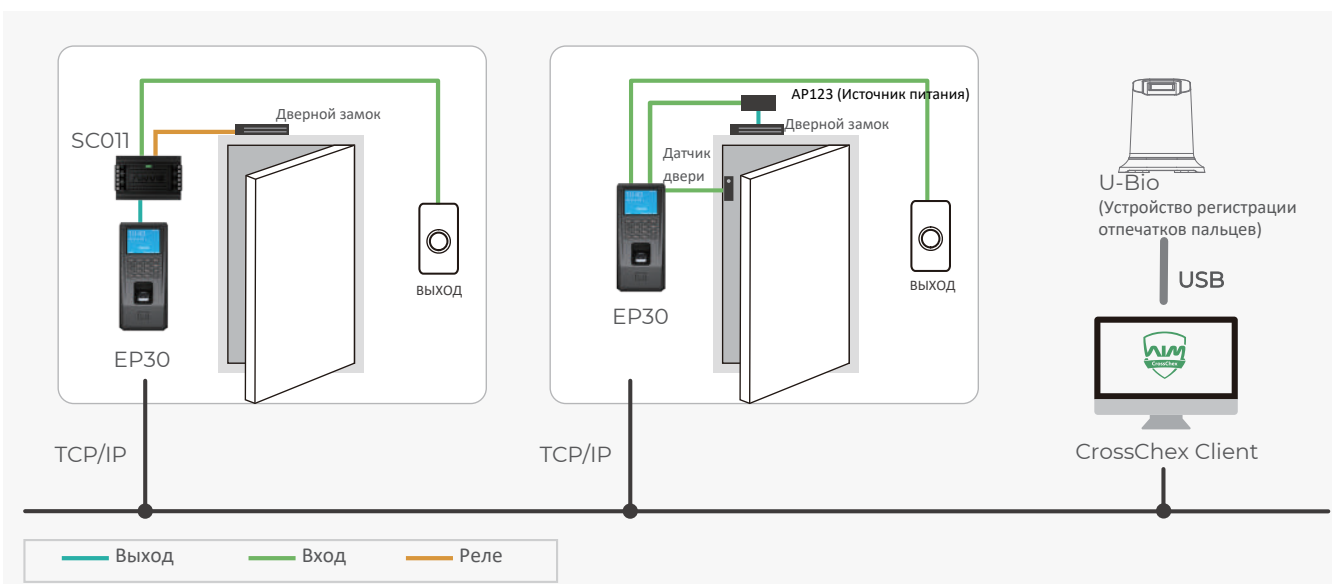 SC011
Дверной замок
EP30
выход
TCP/IP
AP123 (Источник питания)
Дверной замок
Датчик
двери
EP30
выход
TCP/IP
U-Bio
(Устройство регистрации
отпечатков пальцев)
USB
CrossChex
CrossChex Client
Выход
Вход
Реле